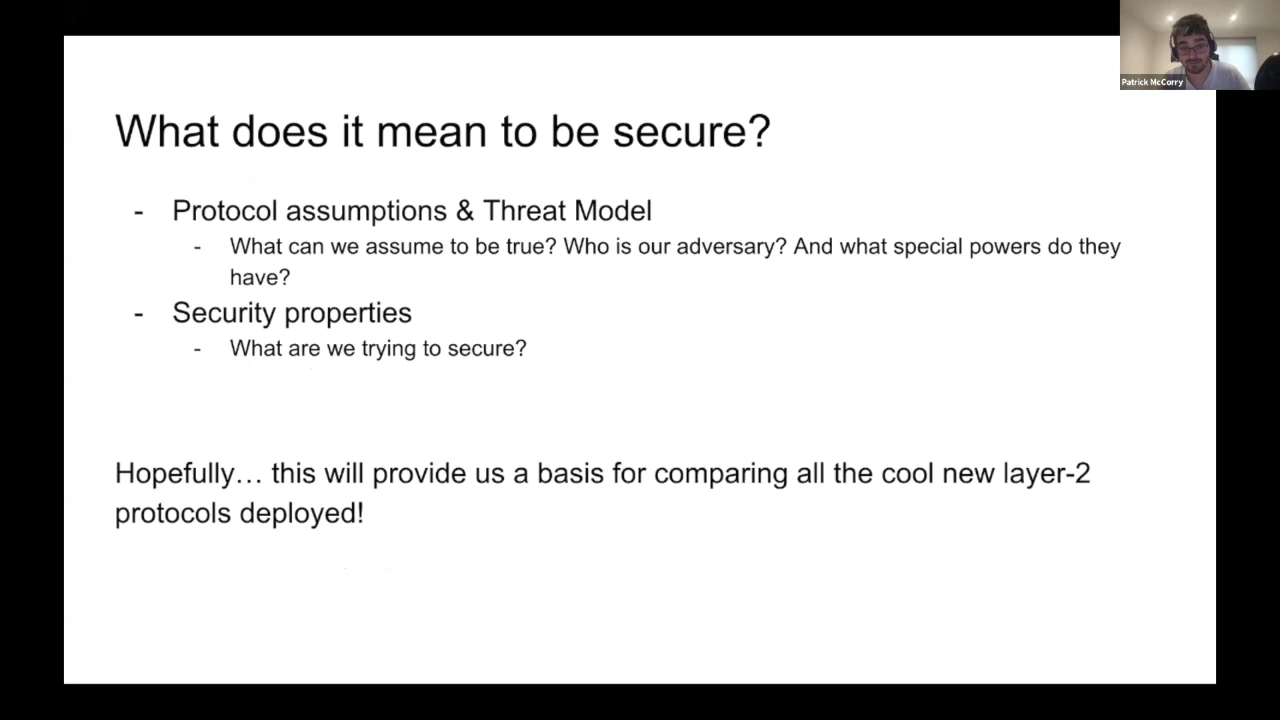 Patrick McCorry
What does it mean to be secure?
- Protocol assumptions & Threat Model
- What can we assume to be true? Who is our adversary? And what special powers do they
have?
- Security properties
- What are we trying to secure?
Hopefully… this will provide us a basis for comparing all the cool new layer-2
protocols deployed!